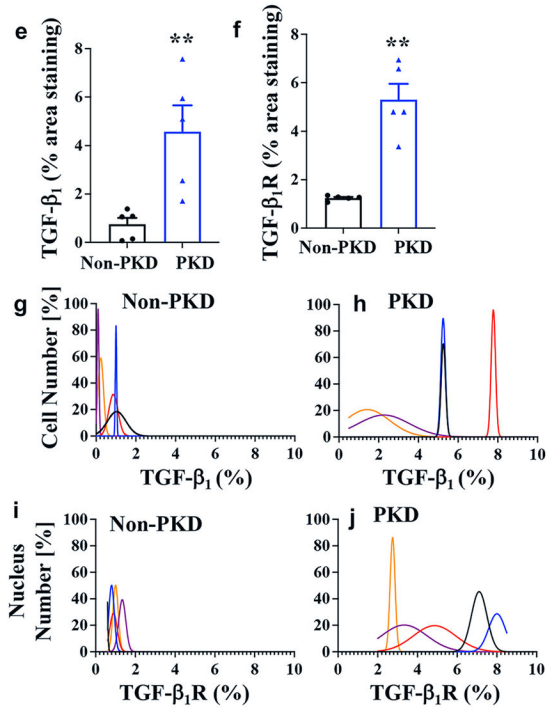 e
f
TGF-β₁ (% area staining)
8
6
4
2
0
**
Non-PKD PKD
TGF-β₁R (% area staining)
8
6
4
2
0
**
Non-PKD PKD
g
Non-PKD
Cell Number [%]
100
80
60
40
20
0
0 2 4 6 8 10
TGF-β₁ (%)
h
PKD
100
80
60
40
20
0
0 2 4 6 8 10
TGF-β₁ (%)
i
Non-PKD
Nucleus
Number [%]
100
80
60
40
20
0
0 2 4 6 8 10
TGF-β₁R (%)
j
PKD
100
80
60
40
20
0
0 2 4 6 8 10
TGF-β₁R (%)